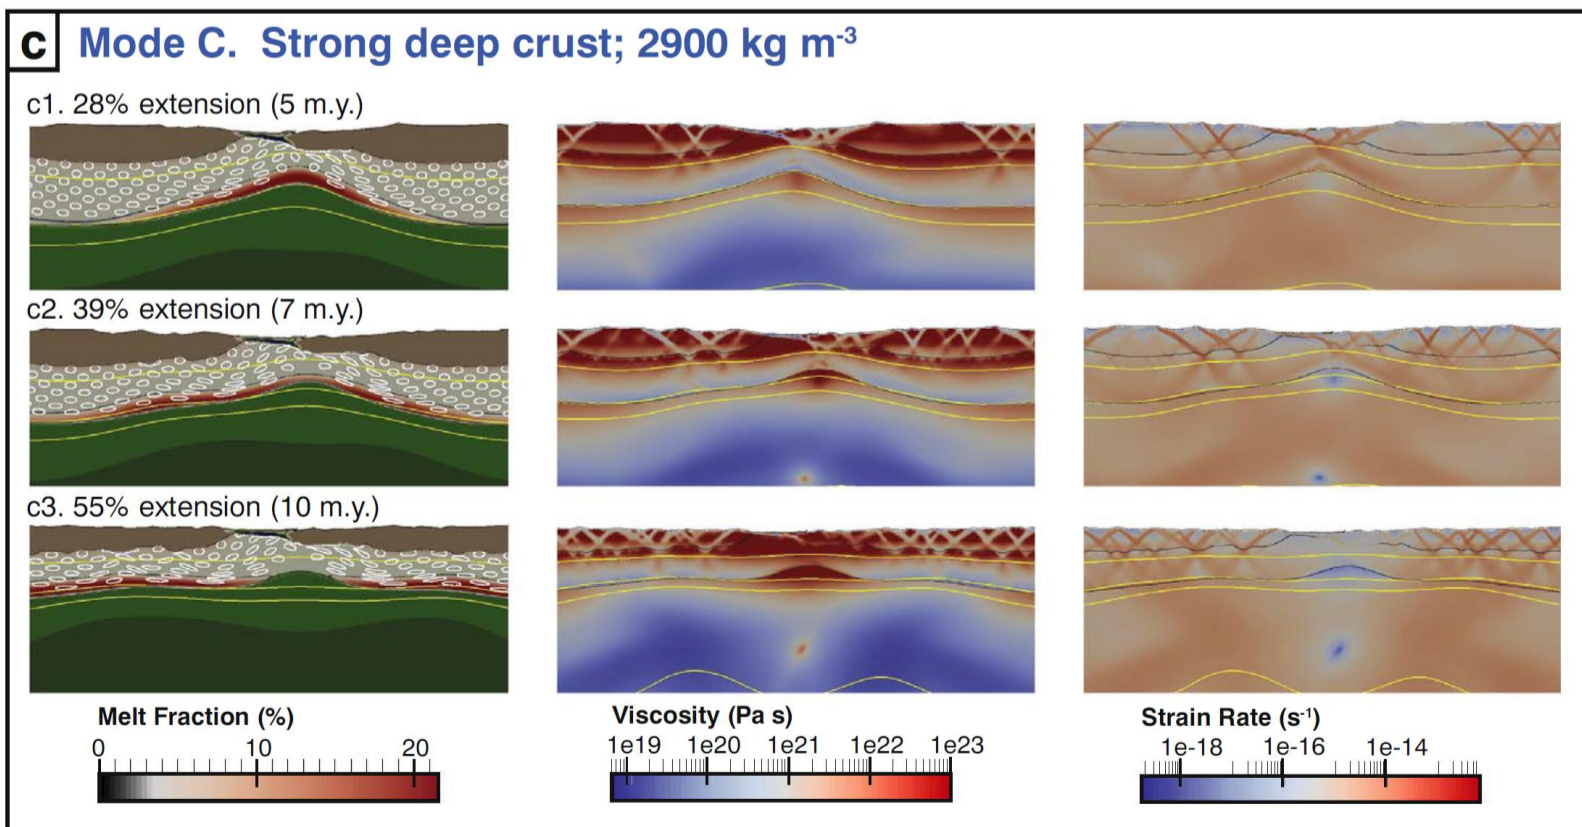 c Mode C. Strong deep crust; 2900 kg m-3
c1. 28% extension (5 m.y.)
c2. 39% extension (7 m.y.)
c3. 55% extension (10 m.y.)
Melt Fraction (%)
0 10 20
Viscosity (Pa s)
1e19 1e20 1e21 1e22 1e23
Strain Rate (s-1)
1e-18 1e-16 1e-14